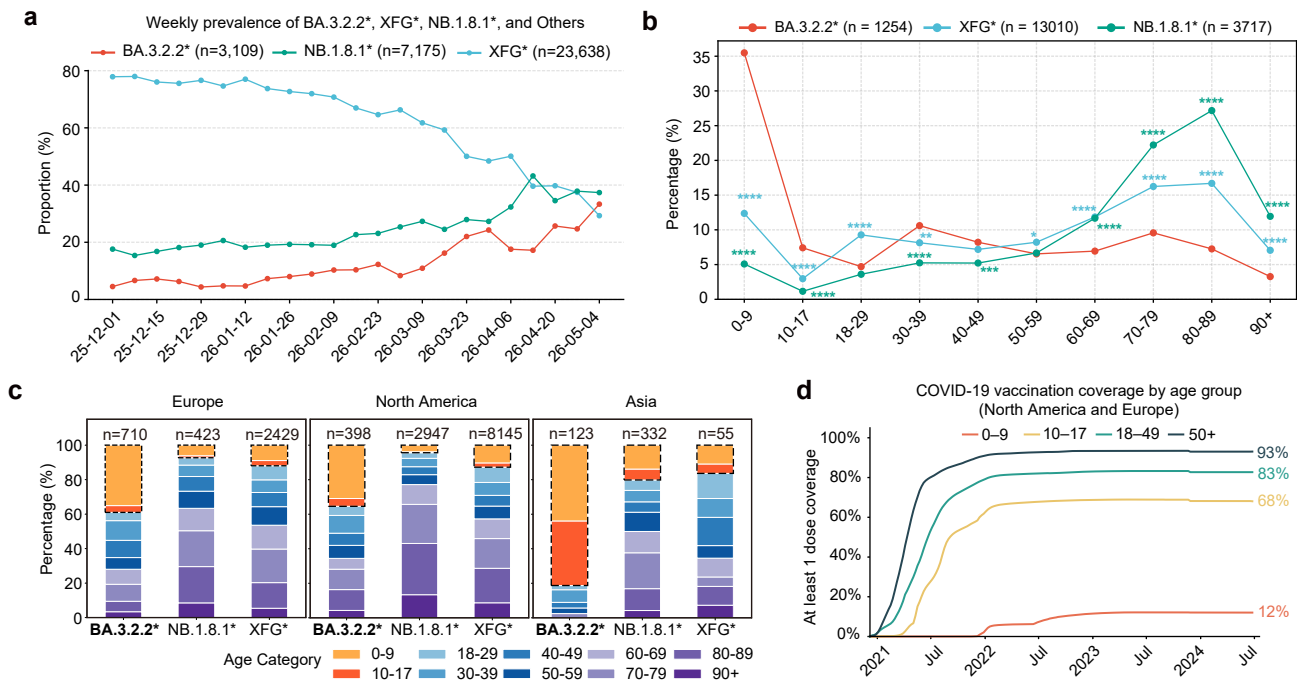 a
Weekly prevalence of BA.3.2.2*, XFG*, NB.1.8.1*, and Others
BA.3.2.2* (n=3,109) NB.1.8.1* (n=7,175) XFG* (n=23,638)
Proportion (%)
80
60
40
20
0
25-12-01 25-12-15 25-12-29 26-01-12 26-01-26 26-02-09 26-02-23 26-03-09 26-03-23 26-04-06 26-04-20 26-05-04
b
BA.3.2.2* (n = 1254) XFG* (n = 13010) NB.1.8.1* (n = 3717)
Percentage (%)
35
30
25
20
15
10
5
0
****
****
****
****
****
**
****
***
*
****
****
****
****
****
****
****
****
0-9 10-17 18-29 30-39 40-49 50-59 60-69 70-79 80-89 90+
c
Europe North America Asia
n=710 n=423 n=2429 n=398 n=2947 n=8145 n=123 n=332 n=55
Percentage (%)
100
80
60
40
20
0
BA.3.2.2* NB.1.8.1* XFG* BA.3.2.2* NB.1.8.1* XFG* BA.3.2.2* NB.1.8.1* XFG*
Age Category
0-9 18-29 40-49 60-69 80-89
10-17 30-39 50-59 70-79 90+
d
COVID-19 vaccination coverage by age group
(North America and Europe)
0–9 10–17 18–49 50+
At least 1 dose coverage
100%
80%
60%
40%
20%
0%
93%
83%
68%
12%
2021 Jul 2022 Jul 2023 Jul 2024 Jul